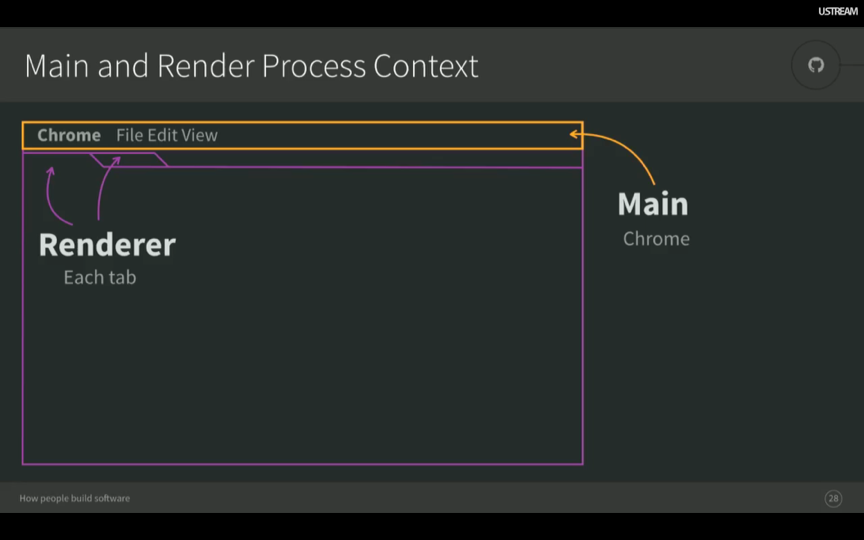 USTREAM
Main and Render Process Context
Chrome File Edit View
Main
Chrome
Renderer
Each tab
How people build software
28